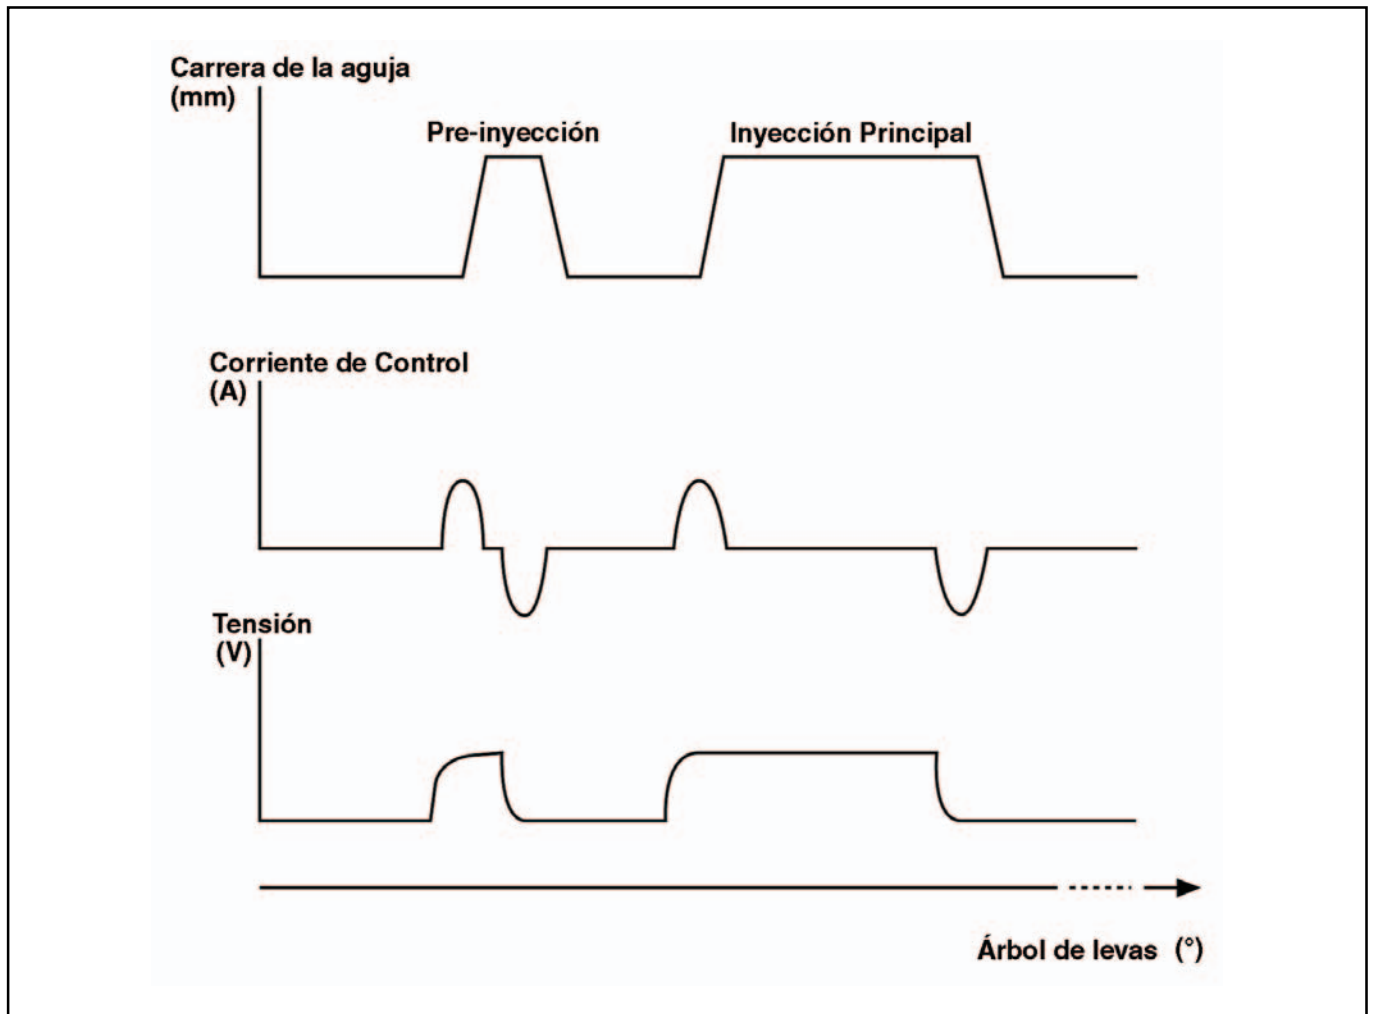 Carrera de la aguja
(mm)
Pre-inyección
Inyección Principal
Corriente de Control
(A)
Tensión
(V)
Árbol de levas (°)